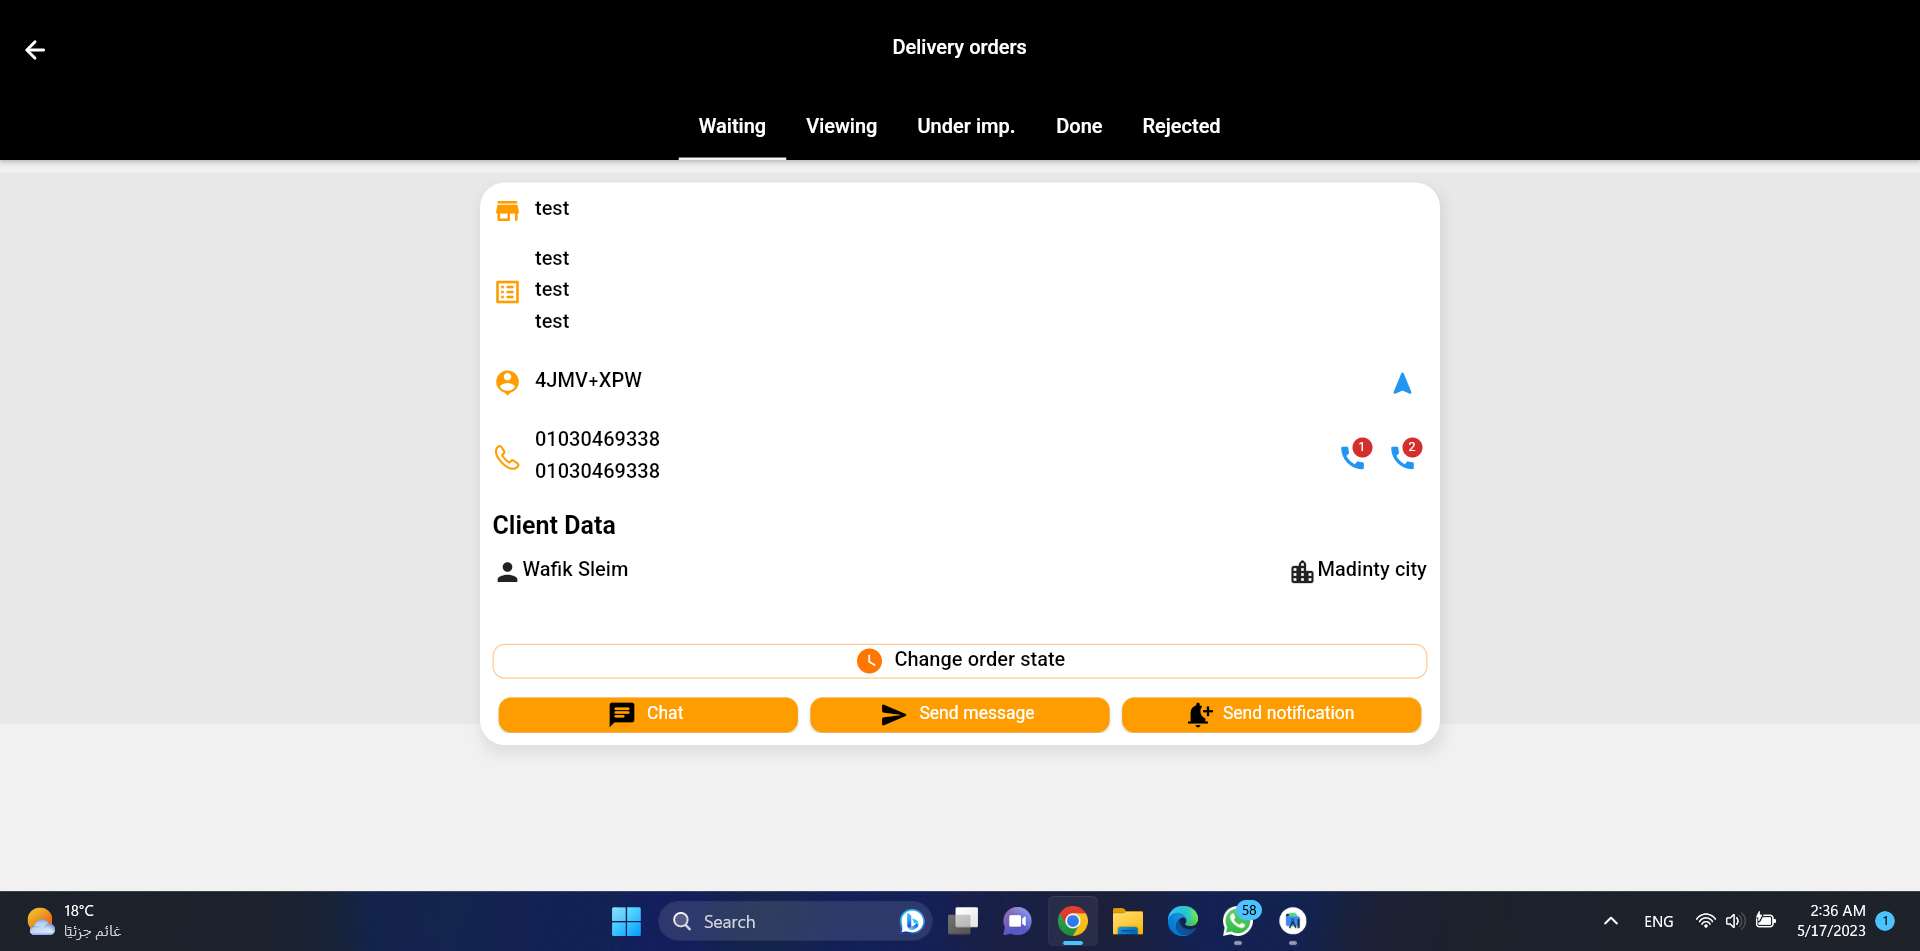 Delivery orders
Waiting Viewing Under imp. Done Rejected
test
test
test
test
4JMV+XPW
01030469338
1 2
01030469338
Client Data
Wafik Sleim Madinty city
Change order state
Chat Send message Send notification
18°C
غائم جزئيًا
Search
58
ENG
2:36 AM
5/17/2023
1